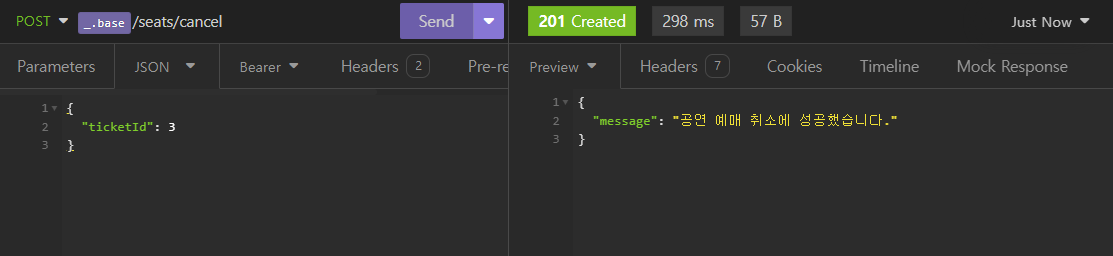 POST _.base /seats/cancel Send
201 Created 298 ms 57 B Just Now
Parameters JSON Bearer Headers 2 Pre-re
Preview Headers 7 Cookies Timeline Mock Response
1 {
2 "ticketId": 3
3 }
1 {
2 "message": "공연 예매 취소에 성공했습니다."
3 }